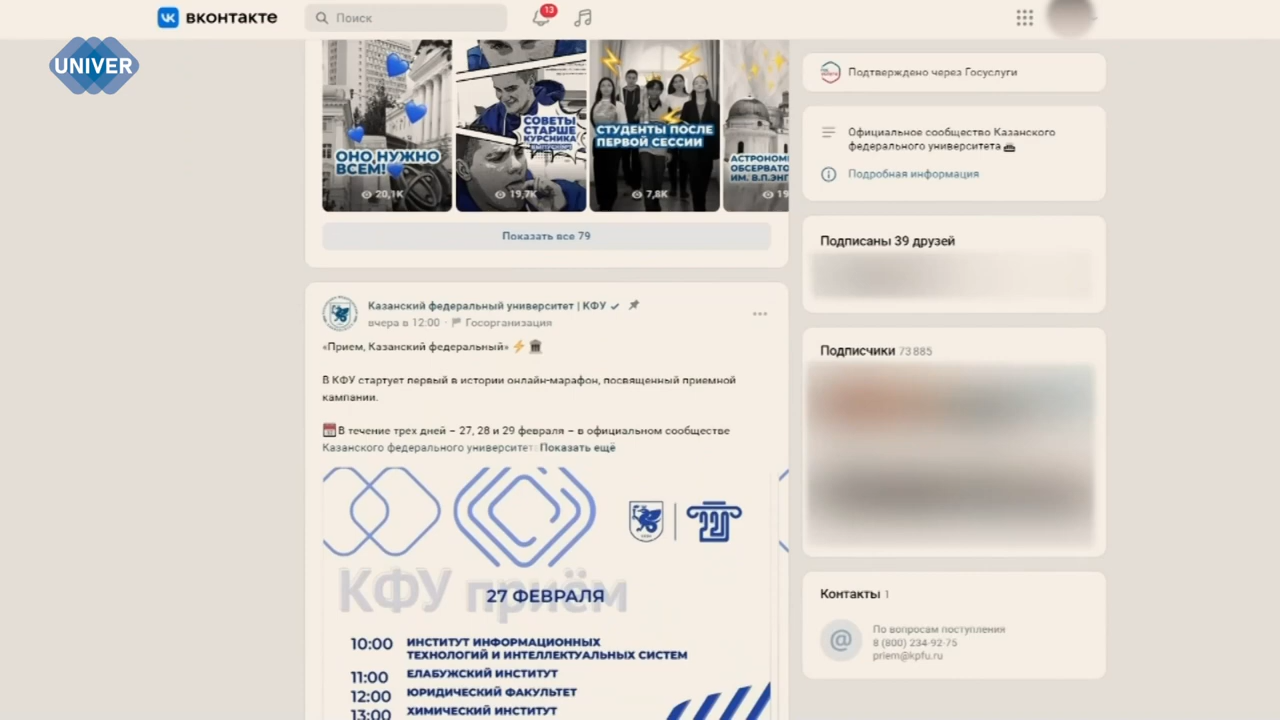 вконтакте
Поиск
13
UNIVER
ОНО НУЖНО
ВСЕМ!
20,1K
СОВЕТЫ
СТАРШЕ
КУРСНИКА
19,7K
СТУДЕНТЫ ПОСЛЕ
ПЕРВОЙ СЕССИИ
7,8K
АСТРОНОМ
ОБСЕРВАТО
ИМ. В.П.ЭНГ
19
Показать все 79
Казанский федеральный университет | КФУ
вчера в 12:00 · Госорганизация
«Прием, Казанский федеральный»
В КФУ стартует первый в истории онлайн-марафон, посвященный приемной
кампании.
В течение трех дней – 27, 28 и 29 февраля – в официальном сообществе
Казанского федерального университет Показать ещё
220
КФУ приём
27 ФЕВРАЛЯ
10:00 ИНСТИТУТ ИНФОРМАЦИОННЫХ
ТЕХНОЛОГИЙ И ИНТЕЛЛЕКТУАЛЬНЫХ СИСТЕМ
11:00 ЕЛАБУЖСКИЙ ИНСТИТУТ
12:00 ЮРИДИЧЕСКИЙ ФАКУЛЬТЕТ
13:00 ХИМИЧЕСКИЙ ИНСТИТУТ
Подтверждено через Госуслуги
Официальное сообщество Казанского
федерального университета
Подробная информация
Подписаны 39 друзей
Подписчики 73 885
Контакты 1
По вопросам поступления
8 (800) 234-92-75
priem@kpfu.ru